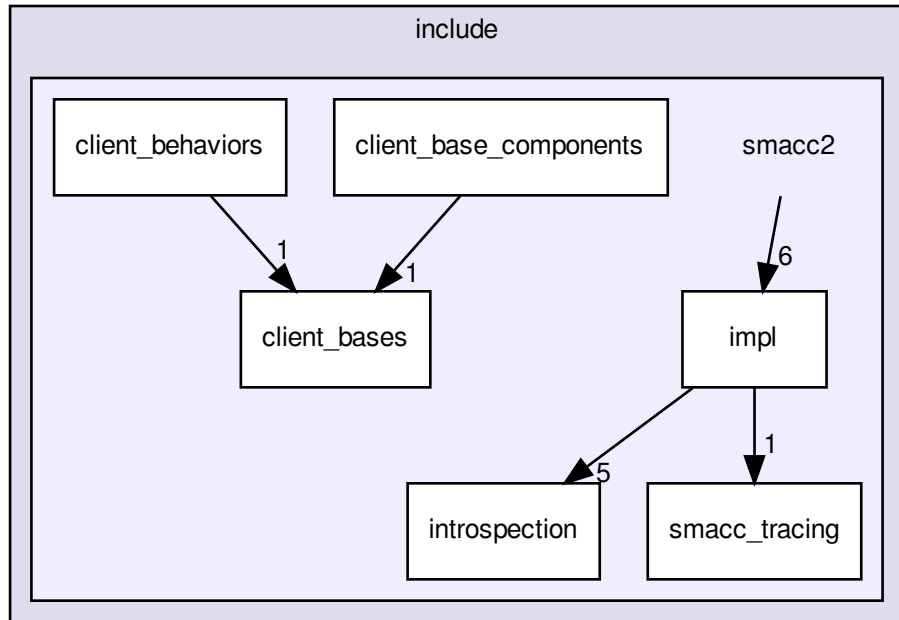 include
client_behaviors
client_base_components
smacc2
1
1
6
client_bases
impl
5
1
introspection
smacc_tracing